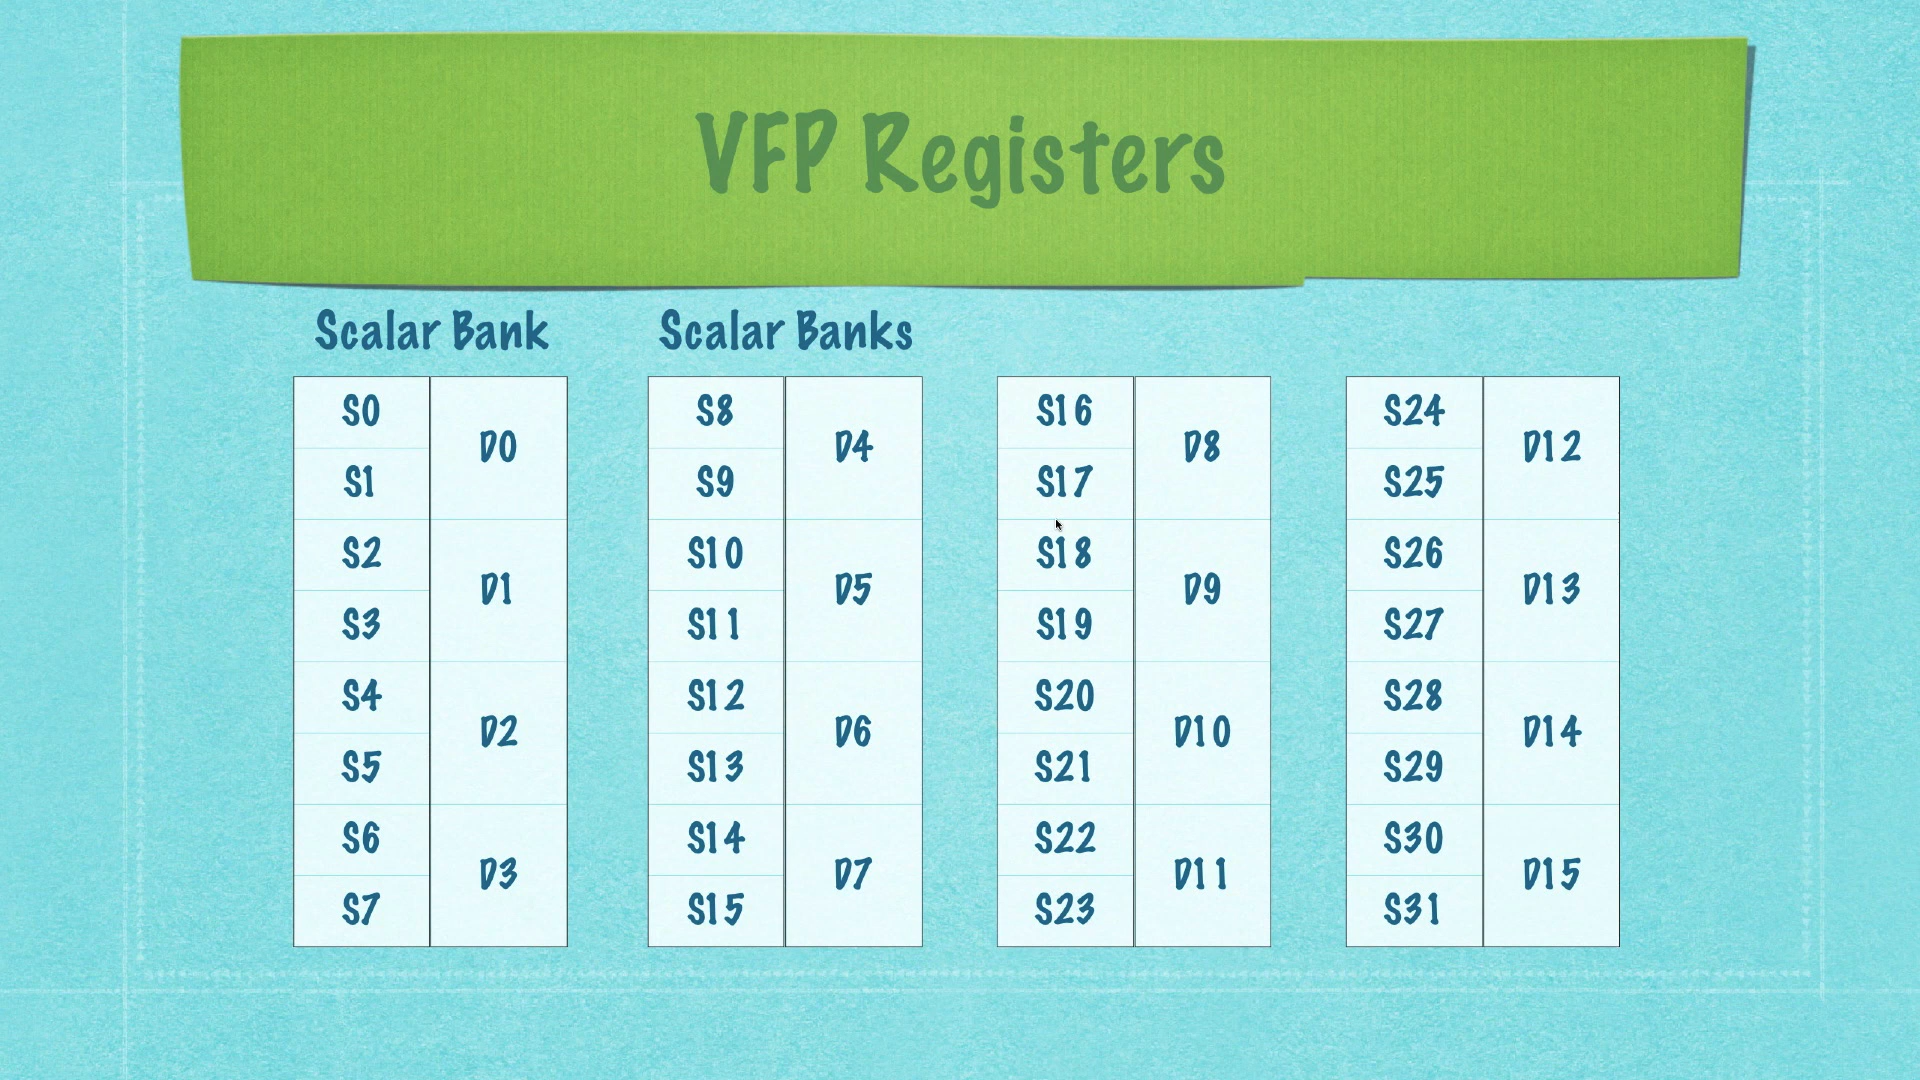 VFP Registers
Scalar Bank
S0
S1
S2
S3
S4
S5
S6
S7
D0
D1
D2
D3
Scalar Banks
S8
S9
S10
S11
S12
S13
S14
S15
D4
D5
D6
D7
S16
S17
S18
S19
S20
S21
S22
S23
D8
D9
D10
D11
S24
S25
S26
S27
S28
S29
S30
S31
D12
D13
D14
D15